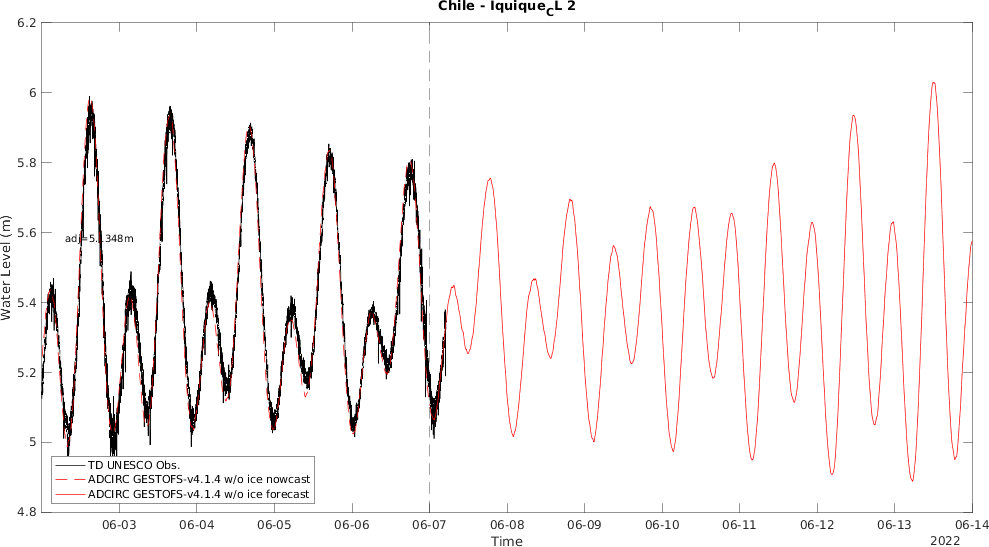 Chile - Iquique_CL 2
6.2
6
5.8
5.6
5.4
5.2
5
4.8
Water Level (m)
TD UNESCO Obs.
ADCIRC GESTOFS-v4.1.4 w/o ice nowcast
ADCIRC GESTOFS-v4.1.4 w/o ice forecast
06-03 06-04 06-05 06-06 06-07 06-08 06-09 06-10 06-11 06-12 06-13 06-14
Time
2022